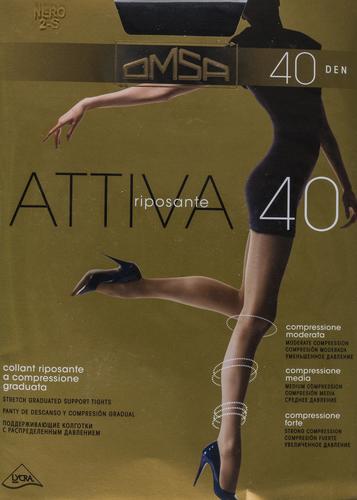 NERO
2-S
OMSA
40 DEN
ATTIVA 40
riposante
compressione
moderata
MODERATE COMPRESSION
COMPRESIÓN MODERADA
УМЕНЬШЕННОЕ ДАВЛЕНИЕ
collant riposante
a compressione
graduata
STRETCH GRADUATED SUPPORT TIGHTS
PANTY DE DESCANSO Y COMPRESIÓN GRADUAL
ПОДДЕРЖИВАЮЩИЕ КОЛГОТКИ
С РАСПРЕДЕЛЕННЫМ ДАВЛЕНИЕМ
compressione
media
MEDIUM COMPRESSION
COMPRESIÓN MEDIA
СРЕДНЕЕ ДАВЛЕНИЕ
compressione
forte
STRONG COMPRESSION
COMPRESIÓN FUERTE
УВЕЛИЧЕННОЕ ДАВЛЕНИЕ
LYCRA